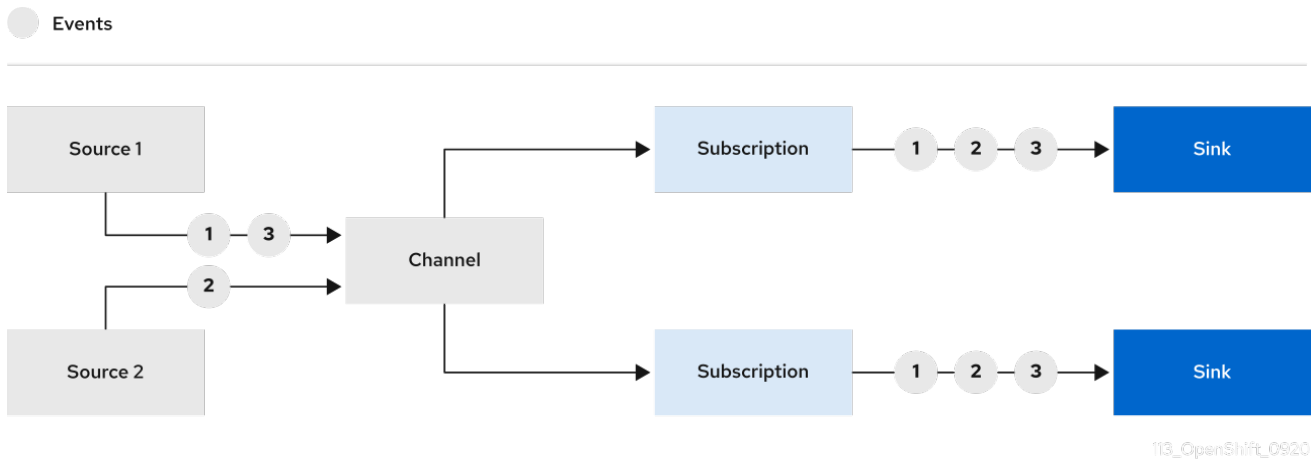 Events
Source 1
Subscription
1 2 3
Sink
1 3
Channel
2
Source 2
Subscription
1 2 3
Sink
113_OpenShift_0920